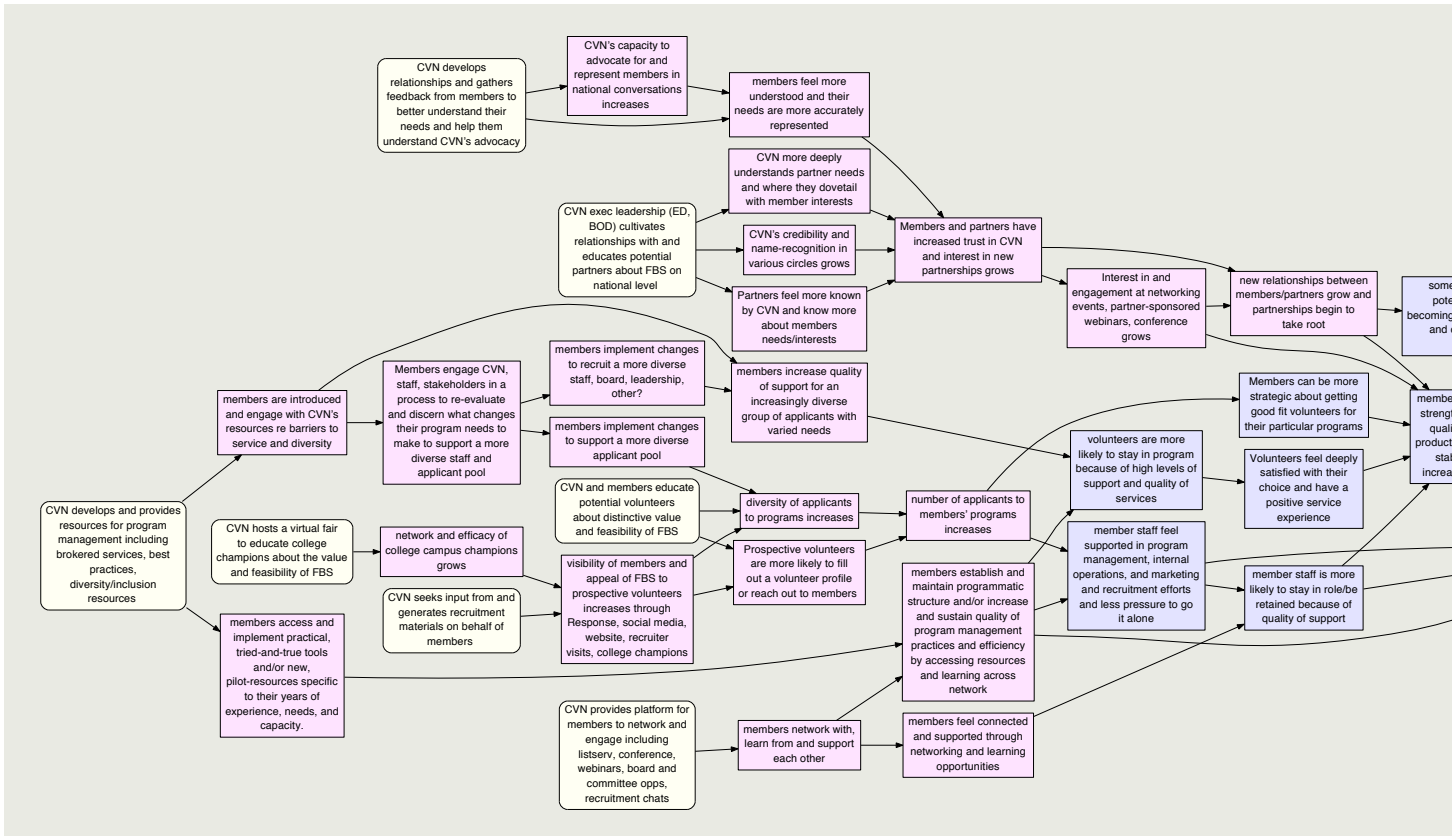 CVN develops
relationships and gathers
feedback from members to
better understand their
needs and help them
understand CVN's advocacy
CVN's capacity to
advocate for and
represent members in
national conversations
increases
members feel more
understood and their
needs are more accurately
represented
CVN more deeply
understands partner needs
and where they dovetail
with member interests
CVN exec leadership (ED,
BOD) cultivates
relationships with and
educates potential
partners about FBS on
national level
CVN's credibility and
name-recognition in
various circles grows
Partners feel more known
by CVN and know more
about members
needs/interests
Members and partners have
increased trust in CVN
and interest in new
partnerships grows
Interest in and
engagement at networking
events, partner-sponsored
webinars, conference
grows
new relationships between
members/partners grow and
partnerships begin to
take root
some
becoming
and
members are introduced
and engage with CVN's
resources re barriers to
service and diversity
Members engage CVN,
staff, stakeholders in a
process to re-evaluate
and discern what changes
their program needs to
make to support a more
diverse staff and
applicant pool
members implement changes
to recruit a more diverse
staff, board, leadership,
other?
members implement changes
to support a more diverse
applicant pool
members increase quality
of support for an
increasingly diverse
group of applicants with
varied needs
Members can be more
strategic about getting
good fit volunteers for
their particular programs
volunteers are more
likely to stay in program
because of high levels of
support and quality of
services
Volunteers feel deeply
satisfied with their
choice and have a
positive service
experience
CVN develops and provides
resources for program
management including
brokered services, best
practices,
diversity/inclusion
resources
CVN hosts a virtual fair
to educate college
champions about the value
and feasibility of FBS
network and efficacy of
college campus champions
grows
CVN seeks input from and
generates recruitment
materials on behalf of
members
CVN and members educate
potential volunteers
about distinctive value
and feasibility of FBS
visibility of members and
appeal of FBS to
prospective volunteers
increases through
Response, social media,
website, recruiter
visits, college champions
diversity of applicants
to programs increases
Prospective volunteers
are more likely to fill
out a volunteer profile
or reach out to members
number of applicants to
members' programs
increases
member staff feel
supported in program
management, internal
operations, and marketing
and recruitment efforts
and less pressure to go
it alone
member staff is more
likely to stay in role/be
retained because of
quality of support
members access and
implement practical,
tried-and-true tools
and/or new,
pilot-resources specific
to their years of
experience, needs, and
capacity.
members establish and
maintain programmatic
structure and/or increase
and sustain quality of
program management
practices and efficiency
by accessing resources
and learning across
network
CVN provides platform for
members to network and
engage including
listserv, conference,
webinars, board and
committee opps,
recruitment chats
members network with,
learn from and support
each other
members feel connected
and supported through
networking and learning
opportunities